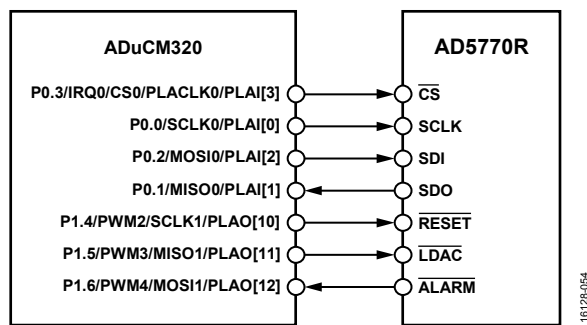 ADuCM320
AD5770R
P0.3/IRQ0/CS0/PLACLK0/PLAI[3]
CS
P0.0/SCLK0/PLAI[0]
SCLK
P0.2/MOSI0/PLAI[2]
SDI
P0.1/MISO0/PLAI[1]
SDO
P1.4/PWM2/SCLK1/PLAO[10]
RESET
P1.5/PWM3/MISO1/PLAO[11]
LDAC
P1.6/PWM4/MOSI1/PLAO[12]
ALARM
16128-054